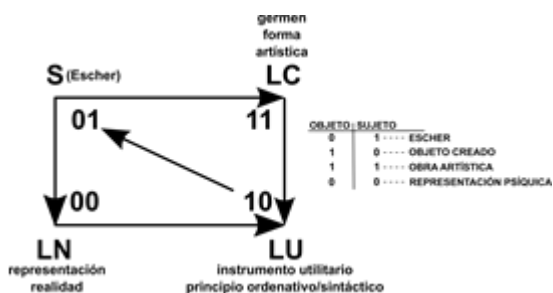 germen
forma
artística
S (Escher)
LC
01
11
OBJETO SUJETO
0 1 ---- ESCHER
1 0 ---- OBJETO CREADO
1 1 ---- OBRA ARTÍSTICA
0 0 ---- REPRESENTACIÓN PSÍQUICA
00
10
LN
LU
representación
realidad
instrumento utilitario
principio ordenativo/sintáctico